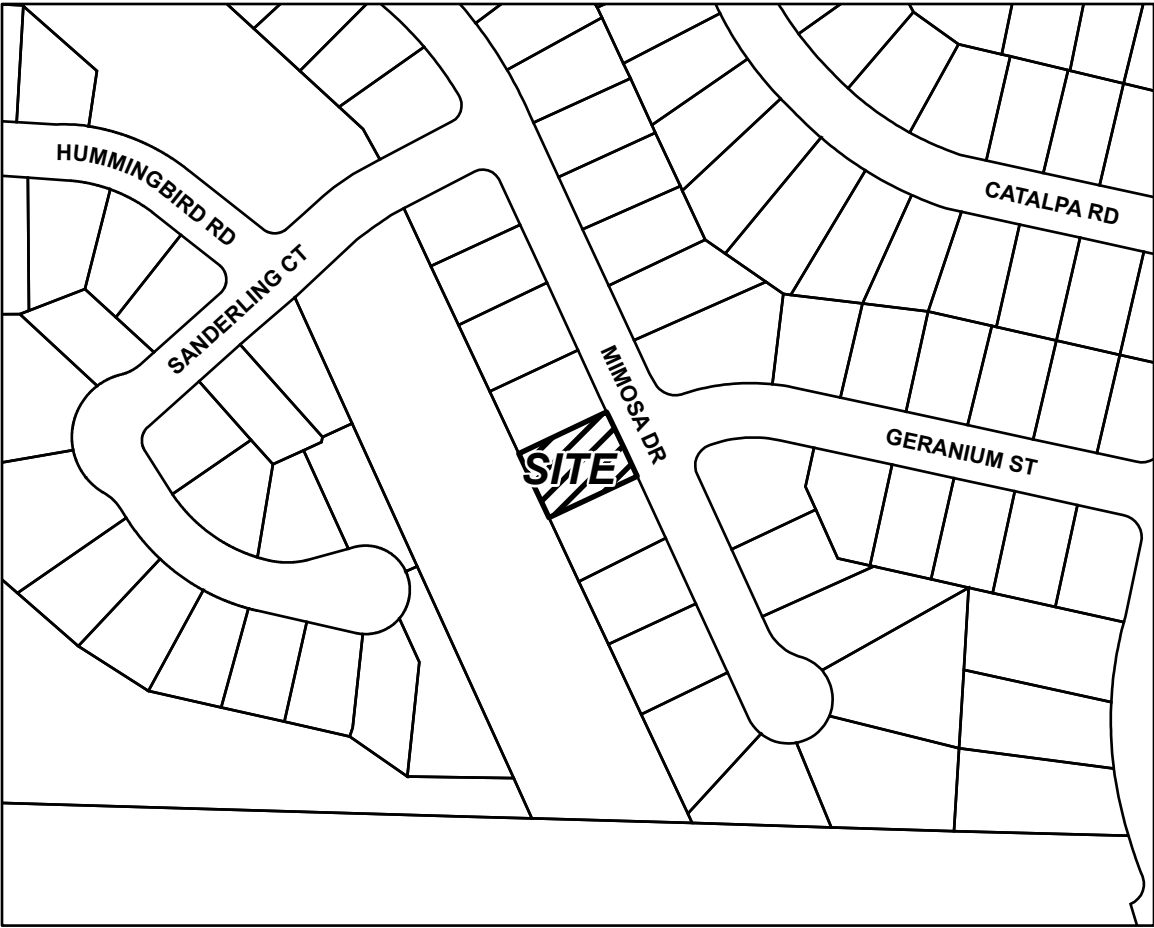 HUMMINGBIRD RD
CATALPA RD
SANDERLING CT
MIMOSA DR
GERANIUM ST
SITE